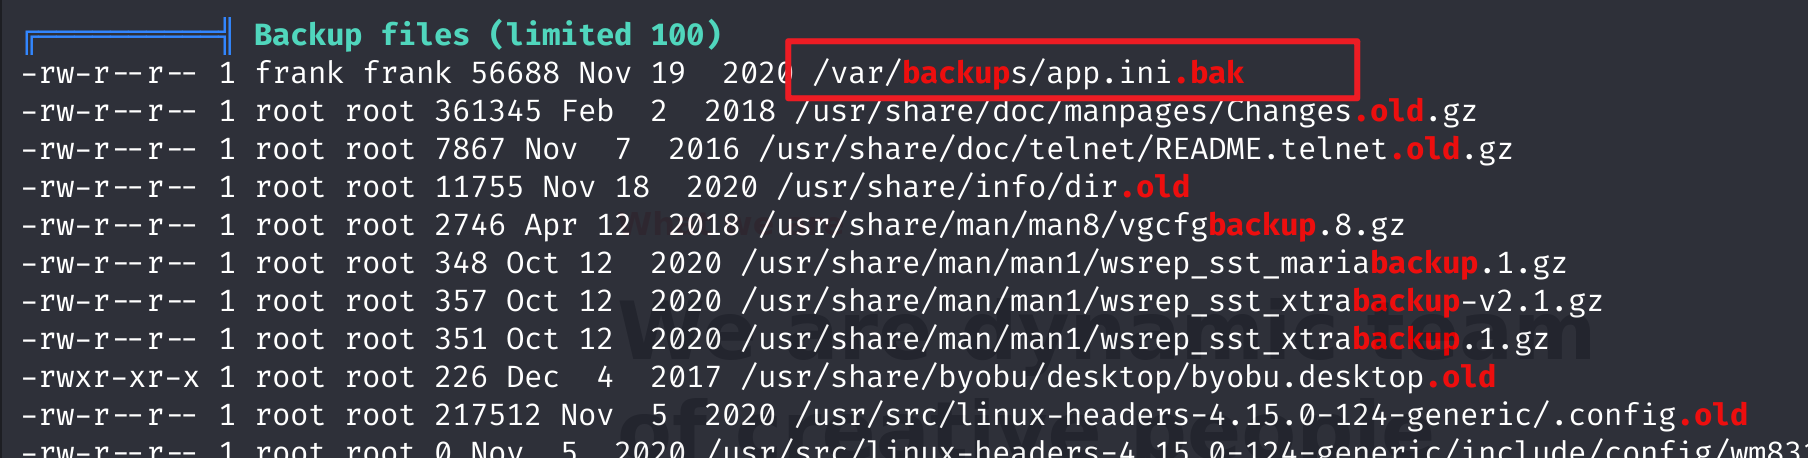 Backup files (limited 100)
-rw-r--r-- 1 frank frank 56688 Nov 19  2020 /var/backups/app.ini.bak
-rw-r--r-- 1 root root 361345 Feb  2  2018 /usr/share/doc/manpages/Changes.old.gz
-rw-r--r-- 1 root root 7867 Nov  7  2016 /usr/share/doc/telnet/README.telnet.old.gz
-rw-r--r-- 1 root root 11755 Nov 18  2020 /usr/share/info/dir.old
-rw-r--r-- 1 root root 2746 Apr 12  2018 /usr/share/man/man8/vgcfgbackup.8.gz
-rw-r--r-- 1 root root 348 Oct 12  2020 /usr/share/man/man1/wsrep_sst_mariabackup.1.gz
-rw-r--r-- 1 root root 357 Oct 12  2020 /usr/share/man/man1/wsrep_sst_xtrabackup-v2.1.gz
-rw-r--r-- 1 root root 351 Oct 12  2020 /usr/share/man/man1/wsrep_sst_xtrabackup.1.gz
-rwxr-xr-x 1 root root 226 Dec  4  2017 /usr/share/byobu/desktop/byobu.desktop.old
-rw-r--r-- 1 root root 217512 Nov  5  2020 /usr/src/linux-headers-4.15.0-124-generic/.config.old
-rw-r--r-- 1 root root 0 Nov  5  2020 /usr/src/linux-headers-4.15.0-124-generic/include/config/wm831
We are dynamic team
of creative people